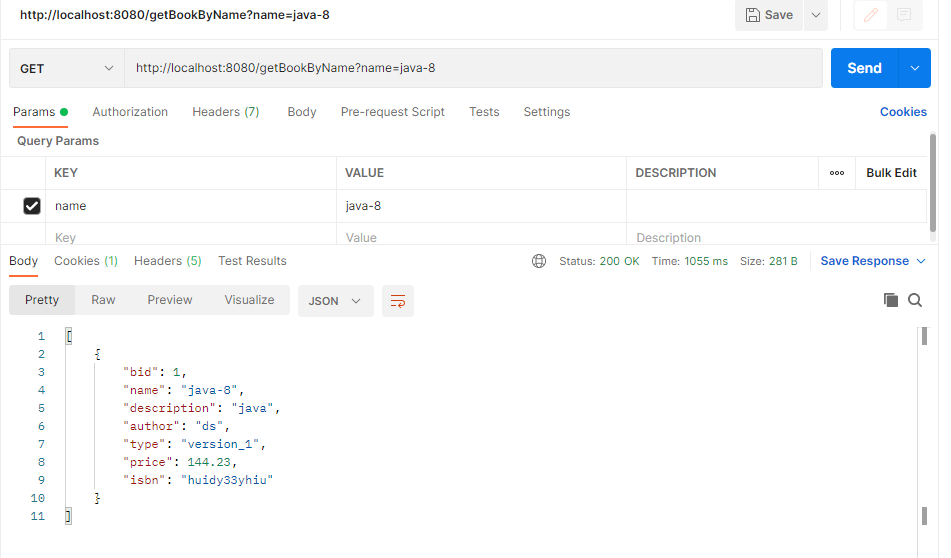 http://localhost:8080/getBookByName?name=java-8
Save
GET
http://localhost:8080/getBookByName?name=java-8
Send
Params Authorization Headers (7) Body Pre-request Script Tests Settings Cookies
Query Params
KEY VALUE DESCRIPTION ooo Bulk Edit
name java-8
Key Value Description
Body Cookies (1) Headers (5) Test Results Status: 200 OK Time: 1055 ms Size: 281 B Save Response
Pretty Raw Preview Visualize JSON
1 [
2 {
3 "bid": 1,
4 "name": "java-8",
5 "description": "java",
6 "author": "ds",
7 "type": "version_1",
8 "price": 144.23,
9 "isbn": "huidy33yhiu"
10 }
11 ]